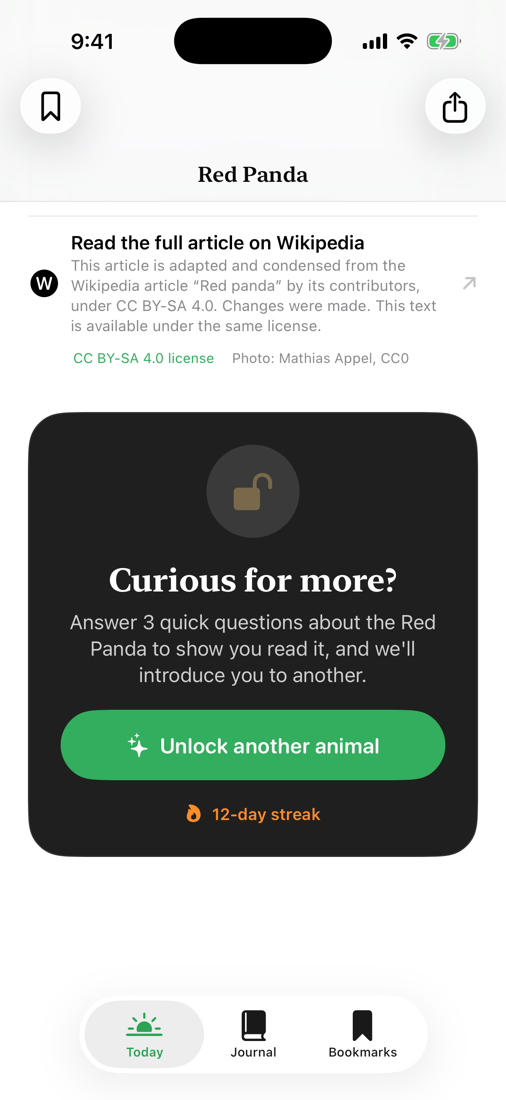 9:41
Red Panda
Read the full article on Wikipedia
W
This article is adapted and condensed from the
Wikipedia article “Red panda” by its contributors,
under CC BY-SA 4.0. Changes were made. This text
is available under the same license.
CC BY-SA 4.0 license Photo: Mathias Appel, CC0
Curious for more?
Answer 3 quick questions about the Red
Panda to show you read it, and we'll
introduce you to another.
Unlock another animal
12-day streak
Today Journal Bookmarks